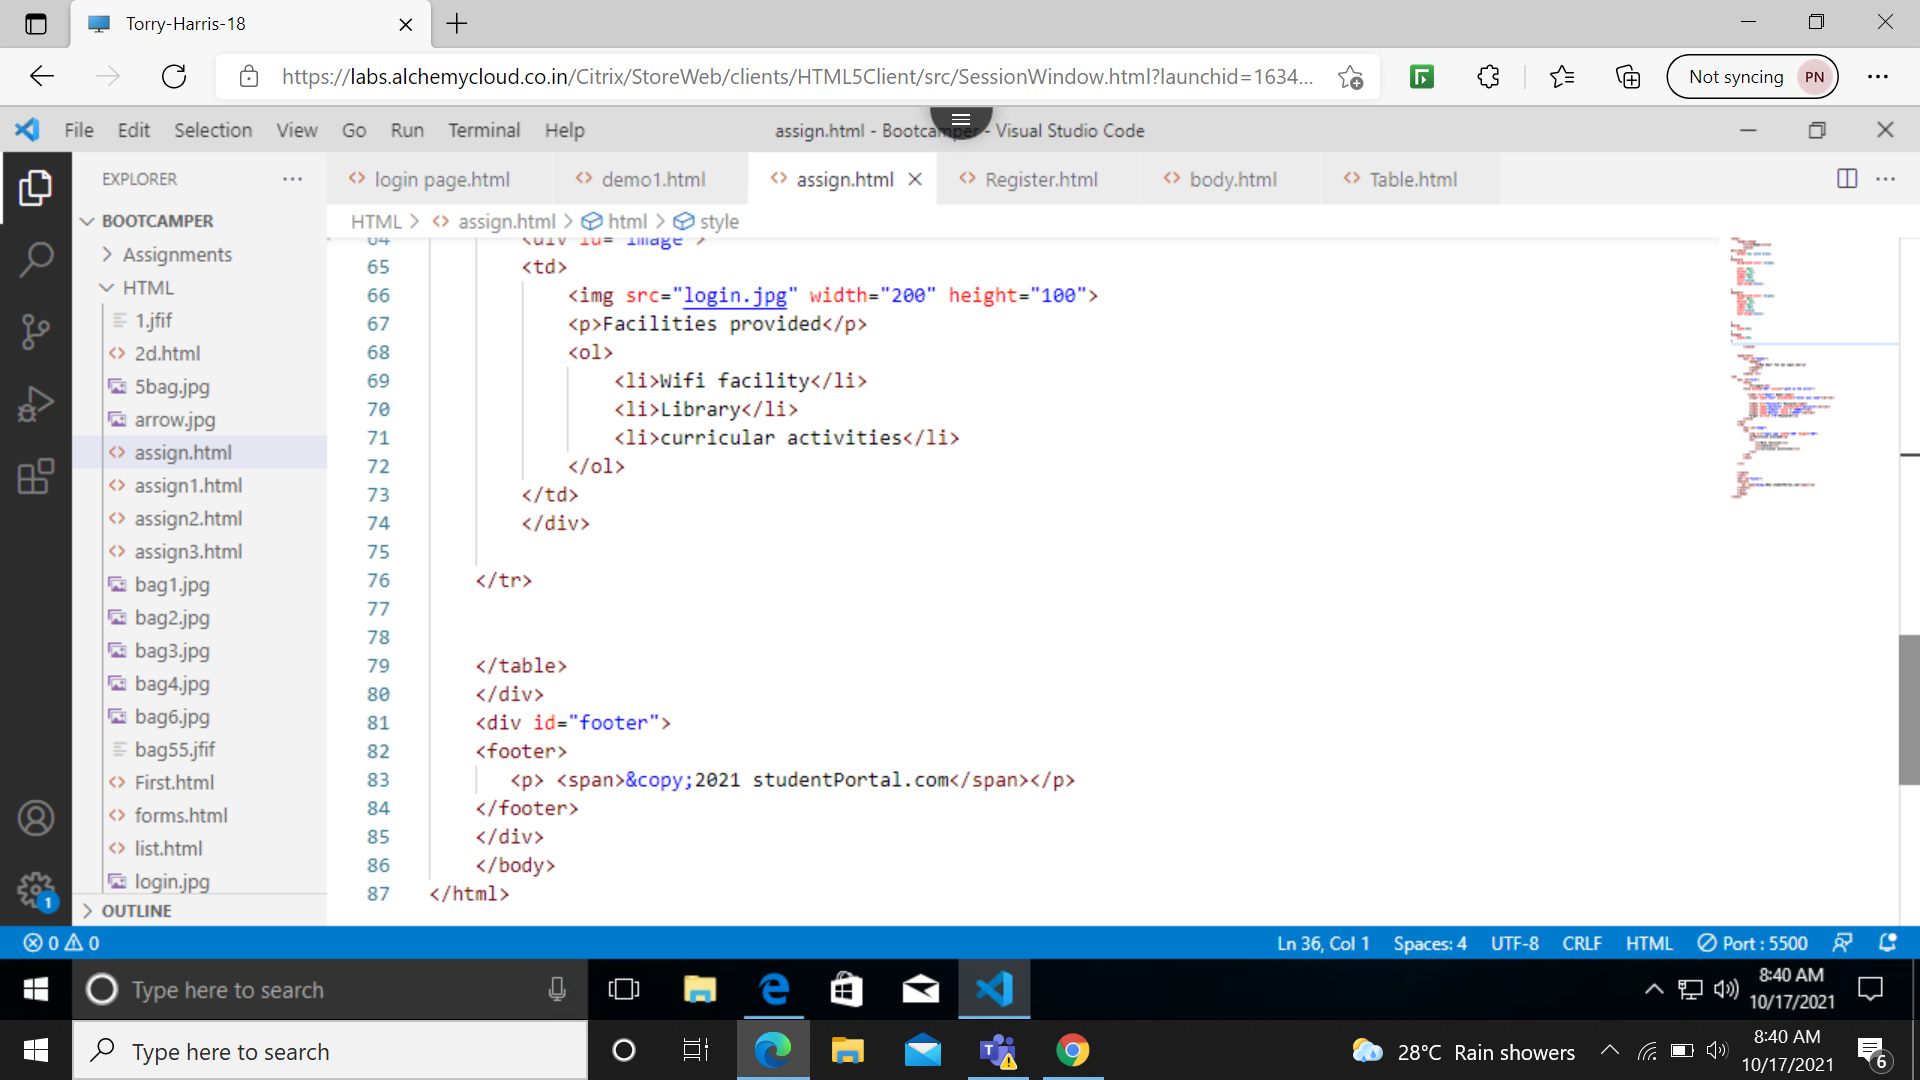 Torry-Harris-18
https://labs.alchemycloud.co.in/Citrix/StoreWeb/clients/HTML5Client/src/SessionWindow.html?launchid=1634...
Not syncing PN
File Edit Selection View Go Run Terminal Help
assign.html - Bootcamper - Visual Studio Code
EXPLORER
login page.html
demo1.html
assign.html
Register.html
body.html
Table.html
BOOTCAMPER
HTML > assign.html > html > style
Assignments
HTML
1.jfif
2d.html
5bag.jpg
arrow.jpg
assign.html
assign1.html
assign2.html
assign3.html
bag1.jpg
bag2.jpg
bag3.jpg
bag4.jpg
bag6.jpg
bag55.jfif
First.html
forms.html
list.html
login.jpg
OUTLINE
64 <div id="image">
65 <td>
66 <img src="login.jpg" width="200" height="100">
67 <p>Facilities provided</p>
68 <ol>
69 <li>Wifi facility</li>
70 <li>Library</li>
71 <li>curricular activities</li>
72 </ol>
73 </td>
74 </div>
75
76 </tr>
77
78
79 </table>
80 </div>
81 <div id="footer">
82 <footer>
83 <p> <span>&copy;2021 studentPortal.com</span></p>
84 </footer>
85 </div>
86 </body>
87 </html>
1
0 0
Ln 36, Col 1 Spaces: 4 UTF-8 CRLF HTML Port : 5500
Type here to search
8:40 AM
10/17/2021
Type here to search
28°C Rain showers
8:40 AM
10/17/2021
6